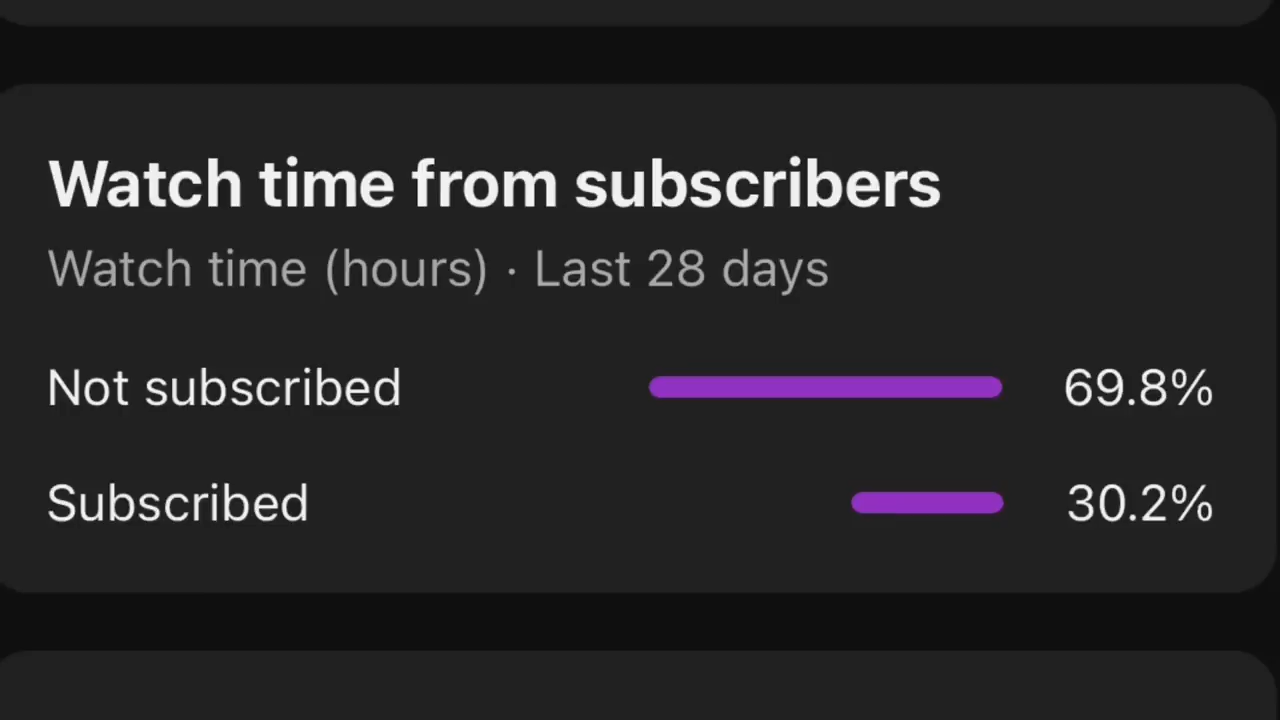 Watch time from subscribers
Watch time (hours) · Last 28 days
Not subscribed 69.8%
Subscribed 30.2%